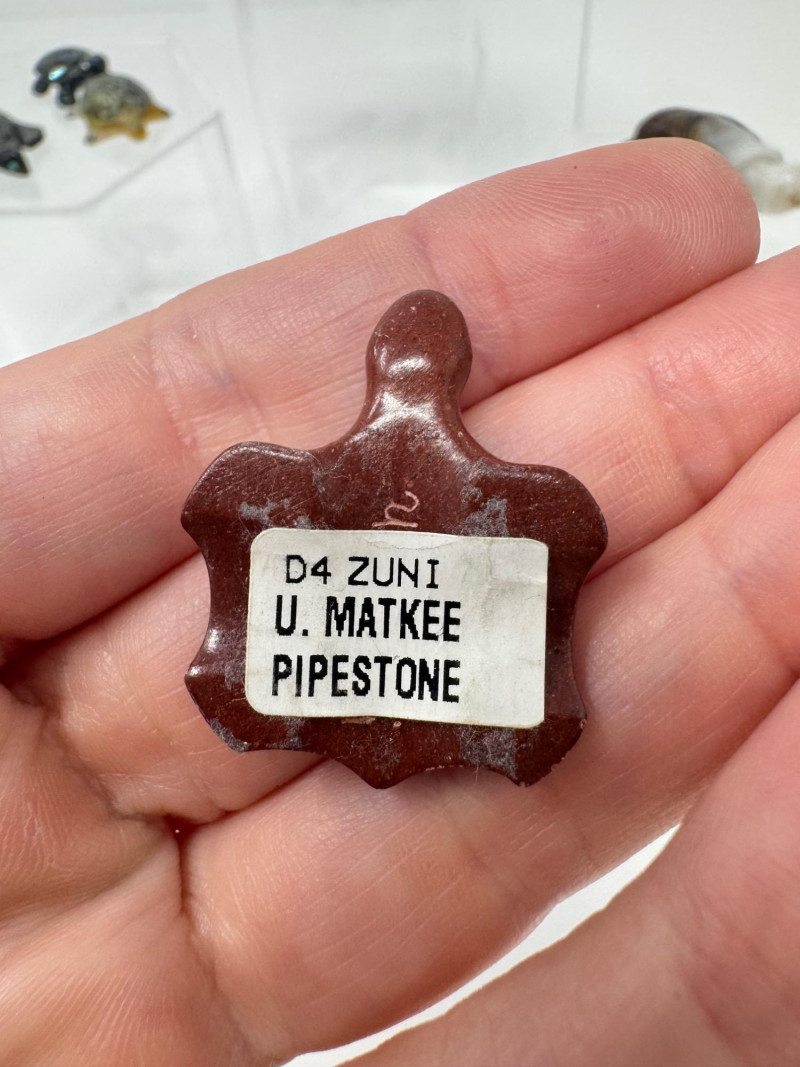 n.
D4 ZUNI
U. MATKEE
PIPESTONE